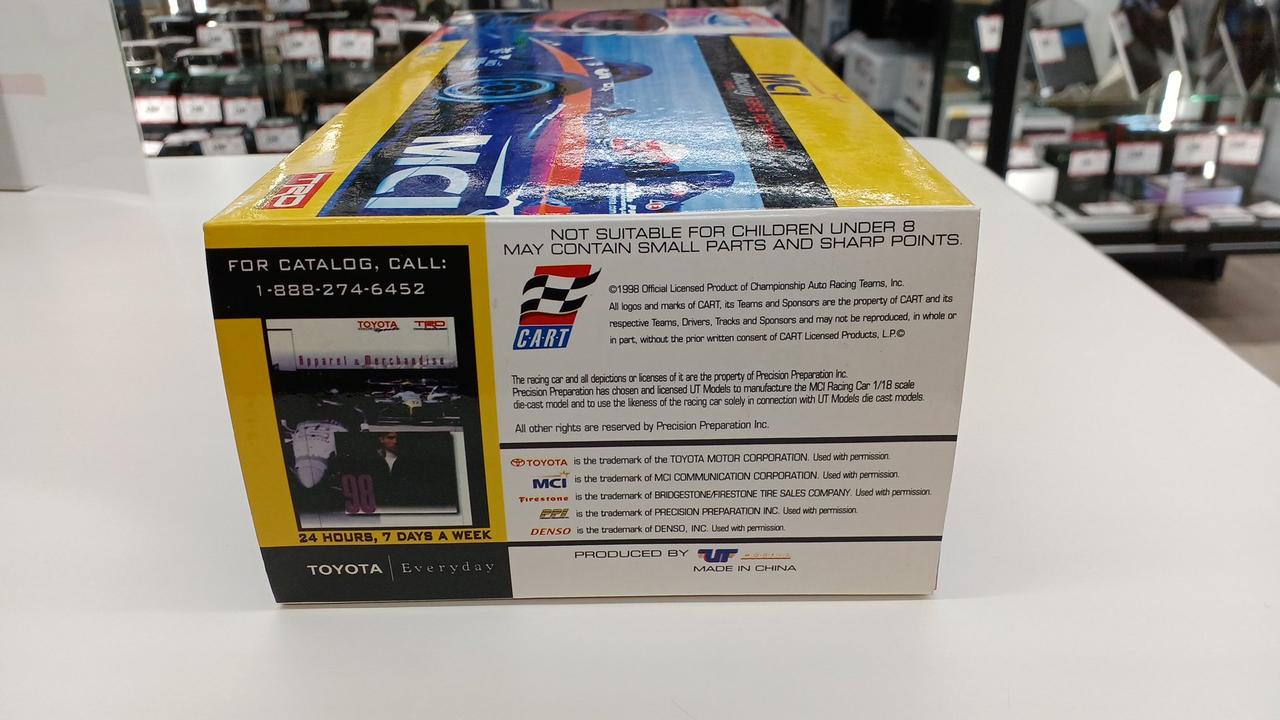 MCI
TRD
MCI
FOR CATALOG, CALL:
1-888-274-6452
TOYOTA TRD
Apparel & Merchandise
98
24 HOURS, 7 DAYS A WEEK
TOYOTA | Everyday
NOT SUITABLE FOR CHILDREN UNDER 8
MAY CONTAIN SMALL PARTS AND SHARP POINTS.
CART
©1998 Official Licensed Product of Championship Auto Racing Teams, Inc.
All logos and marks of CART, its Teams and Sponsors are the property of CART and its
respective Teams, Drivers, Tracks and Sponsors and may not be reproduced, in whole or
in part, without the prior written consent of CART Licensed Products, L.P.©
The racing car and all depictions or licenses of it are the property of Precision Preparation Inc.
Precision Preparation has chosen and licensed UT Models to manufacture the MCI Racing Car 1/18 scale
die-cast model and to use the likeness of the racing car solely in connection with UT Models die cast models.
All other rights are reserved by Precision Preparation Inc.
TOYOTA is the trademark of the TOYOTA MOTOR CORPORATION. Used with permission.
MCI is the trademark of MCI COMMUNICATION CORPORATION. Used with permission.
Firestone is the trademark of BRIDGESTONE/FIRESTONE TIRE SALES COMPANY. Used with permission.
PPI is the trademark of PRECISION PREPARATION INC. Used with permission.
DENSO is the trademark of DENSO, INC. Used with permission.
PRODUCED BY UT
MADE IN CHINA